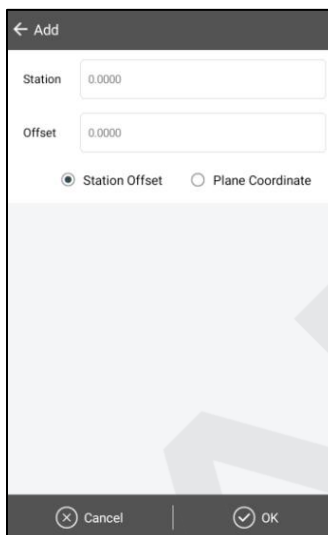 Add
Station 0.0000
Offset 0.0000
Station Offset Plane Coordinate
Cancel OK